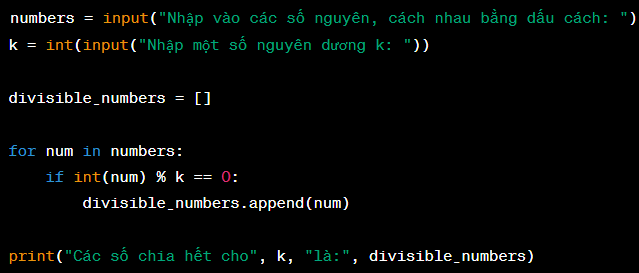 numbers = input("Nhập vào các số nguyên, cách nhau bằng dấu cách: ")
k = int(input("Nhập một số nguyên dương k: "))
divisible_numbers = []
for num in numbers:
    if int(num) % k == 0:
        divisible_numbers.append(num)
print("Các số chia hết cho", k, "là:", divisible_numbers)